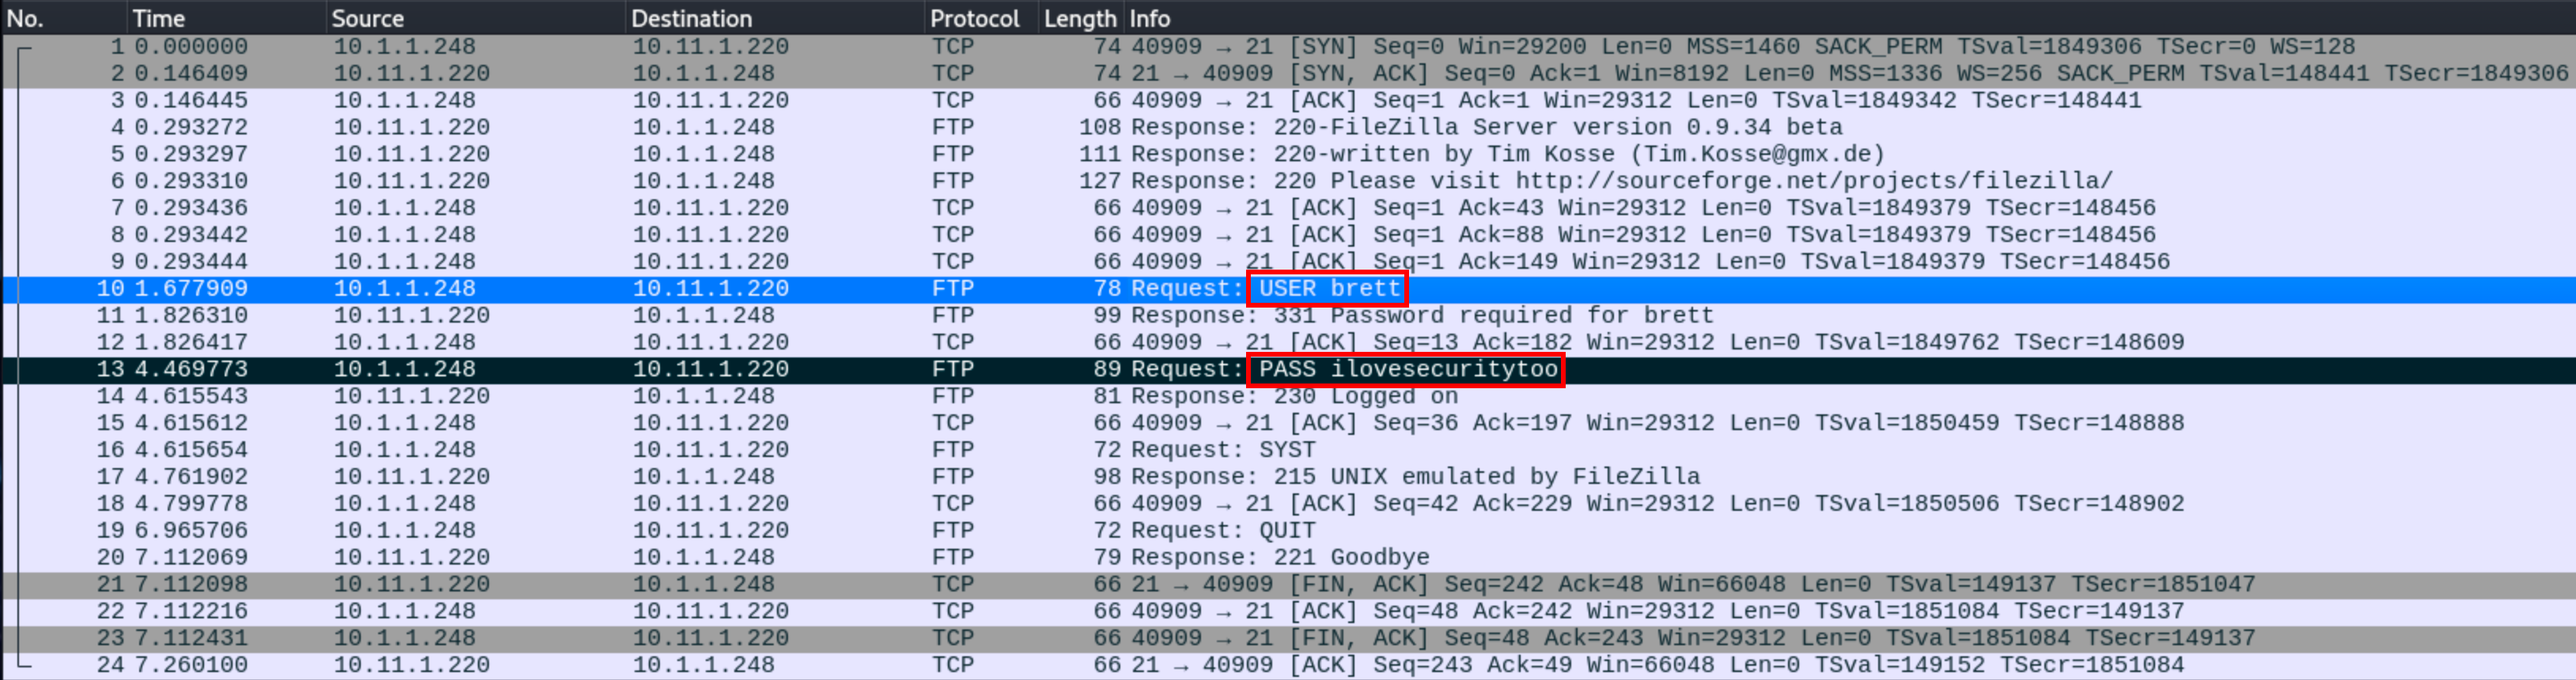 No. Time Source Destination Protocol Length Info
1 0.000000 10.1.1.248 10.11.1.220 TCP 74 40909 → 21 [SYN] Seq=0 Win=29200 Len=0 MSS=1460 SACK_PERM TSval=1849306 TSecr=0 WS=128
2 0.146409 10.11.1.220 10.1.1.248 TCP 74 21 → 40909 [SYN, ACK] Seq=0 Ack=1 Win=8192 Len=0 MSS=1336 WS=256 SACK_PERM TSval=148441 TSecr=1849306
3 0.146445 10.1.1.248 10.11.1.220 TCP 66 40909 → 21 [ACK] Seq=1 Ack=1 Win=29312 Len=0 TSval=1849342 TSecr=148441
4 0.293272 10.11.1.220 10.1.1.248 FTP 108 Response: 220-FileZilla Server version 0.9.34 beta
5 0.293297 10.11.1.220 10.1.1.248 FTP 111 Response: 220-written by Tim Kosse (Tim.Kosse@gmx.de)
6 0.293310 10.11.1.220 10.1.1.248 FTP 127 Response: 220 Please visit http://sourceforge.net/projects/filezilla/
7 0.293436 10.1.1.248 10.11.1.220 TCP 66 40909 → 21 [ACK] Seq=1 Ack=43 Win=29312 Len=0 TSval=1849379 TSecr=148456
8 0.293442 10.1.1.248 10.11.1.220 TCP 66 40909 → 21 [ACK] Seq=1 Ack=88 Win=29312 Len=0 TSval=1849379 TSecr=148456
9 0.293444 10.1.1.248 10.11.1.220 TCP 66 40909 → 21 [ACK] Seq=1 Ack=149 Win=29312 Len=0 TSval=1849379 TSecr=148456
10 1.677909 10.1.1.248 10.11.1.220 FTP 78 Request: USER brett
11 1.826310 10.11.1.220 10.1.1.248 FTP 99 Response: 331 Password required for brett
12 1.826417 10.1.1.248 10.11.1.220 TCP 66 40909 → 21 [ACK] Seq=13 Ack=182 Win=29312 Len=0 TSval=1849762 TSecr=148609
13 4.469773 10.1.1.248 10.11.1.220 FTP 89 Request: PASS ilovesecuritytoo
14 4.615543 10.11.1.220 10.1.1.248 FTP 81 Response: 230 Logged on
15 4.615612 10.1.1.248 10.11.1.220 TCP 66 40909 → 21 [ACK] Seq=36 Ack=197 Win=29312 Len=0 TSval=1850459 TSecr=148888
16 4.615654 10.1.1.248 10.11.1.220 FTP 72 Request: SYST
17 4.761902 10.11.1.220 10.1.1.248 FTP 98 Response: 215 UNIX emulated by FileZilla
18 4.799778 10.1.1.248 10.11.1.220 TCP 66 40909 → 21 [ACK] Seq=42 Ack=229 Win=29312 Len=0 TSval=1850506 TSecr=148902
19 6.965706 10.1.1.248 10.11.1.220 FTP 72 Request: QUIT
20 7.112069 10.11.1.220 10.1.1.248 FTP 79 Response: 221 Goodbye
21 7.112098 10.11.1.220 10.1.1.248 TCP 66 21 → 40909 [FIN, ACK] Seq=242 Ack=48 Win=66048 Len=0 TSval=149137 TSecr=1851047
22 7.112216 10.1.1.248 10.11.1.220 TCP 66 40909 → 21 [ACK] Seq=48 Ack=242 Win=29312 Len=0 TSval=1851084 TSecr=149137
23 7.112431 10.1.1.248 10.11.1.220 TCP 66 40909 → 21 [FIN, ACK] Seq=48 Ack=243 Win=29312 Len=0 TSval=1851084 TSecr=149137
24 7.260100 10.11.1.220 10.1.1.248 TCP 66 21 → 40909 [ACK] Seq=243 Ack=49 Win=66048 Len=0 TSval=149152 TSecr=1851084